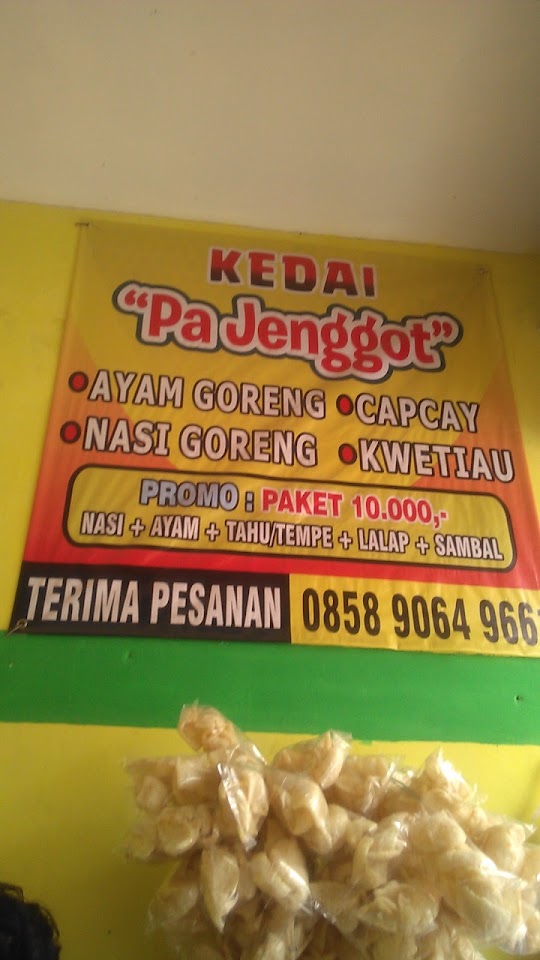 KEDAI
"Pa Jenggot"
• AYAM GORENG • CAPCAY
• NASI GORENG • KWETIAU
PROMO : PAKET 10.000,-
NASI + AYAM + TAHU/TEMPE + LALAP + SAMBAL
TERIMA PESANAN 0858 9064 966